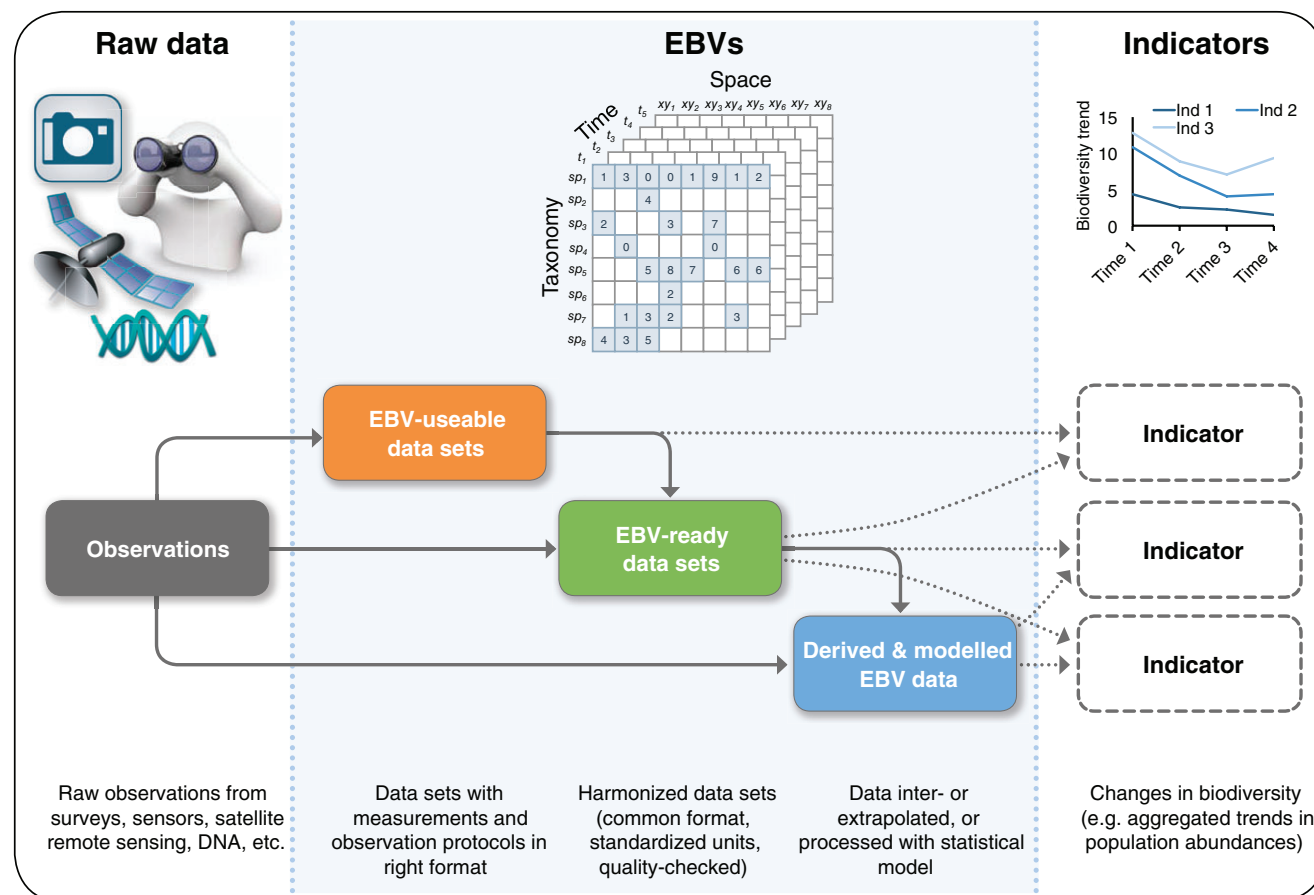 Raw data
EBVs
Indicators
Space
Time
Taxonomy
xy1 xy2 xy3 xy4 xy5 xy6 xy7 xy8
t5
t4
t3
t2
t1
sp1 1 3 0 0 1 9 1 2
sp2 4
sp3 2 3 7
sp4 0 0
sp5 5 8 7 6 6
sp6 2
sp7 1 3 2 3
sp8 4 3 5
Ind 1 Ind 2
Ind 3
Biodiversity trend
15
10
5
0
Time 1 Time 2 Time 3 Time 4
EBV-useable
data sets
Indicator
Observations
EBV-ready
data sets
Indicator
Derived & modelled
EBV data
Indicator
Raw observations from
surveys, sensors, satellite
remote sensing, DNA, etc.
Data sets with
measurements and
observation protocols in
right format
Harmonized data sets
(common format,
standardized units,
quality-checked)
Data inter- or
extrapolated, or
processed with statistical
model
Changes in biodiversity
(e.g. aggregated trends in
population abundances)